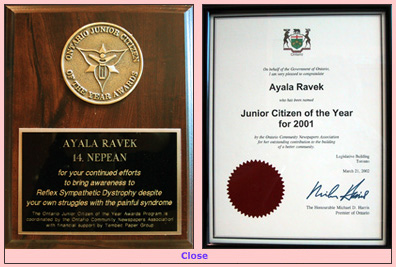 ONTARIO JUNIOR CITIZEN
OF THE YEAR AWARDS
AYALA RAVEK
14, NEPEAN
for your continued efforts
to bring awareness to
Reflex Sympathetic Dystrophy despite
your own struggles with the painful syndrome
The Ontario Junior Citizen of the Year Awards Program is
coordinated by the Ontario Community Newspapers Association
with financial support by Tembec Paper Group
On behalf of the Government of Ontario,
I am very pleased to congratulate
Ayala Ravek
who has been named
Junior Citizen of the Year
for 2001
by the Ontario Community Newspapers Association
for her outstanding contribution to the building
of a better community.
Legislative Building
Toronto
March 21, 2002
The Honourable Michael D. Harris
Premier of Ontario
Close